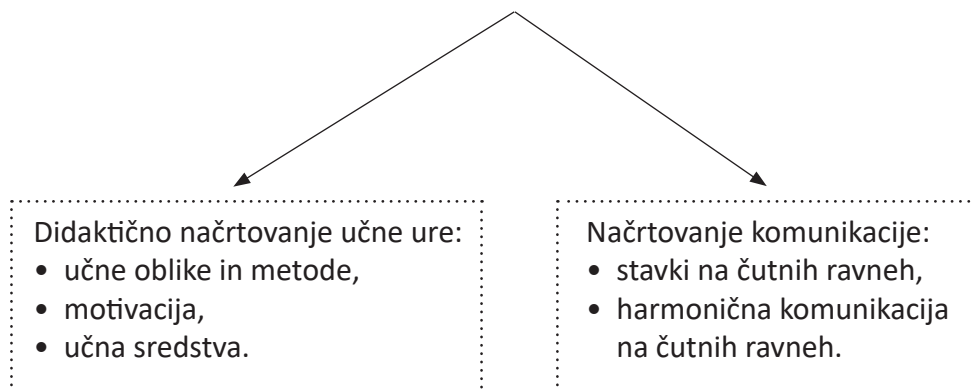 Didaktično načrtovanje učne ure:
• učne oblike in metode,
• motivacija,
• učna sredstva.
Načrtovanje komunikacije:
• stavki na čutnih ravneh,
• harmonična komunikacija
na čutnih ravneh.